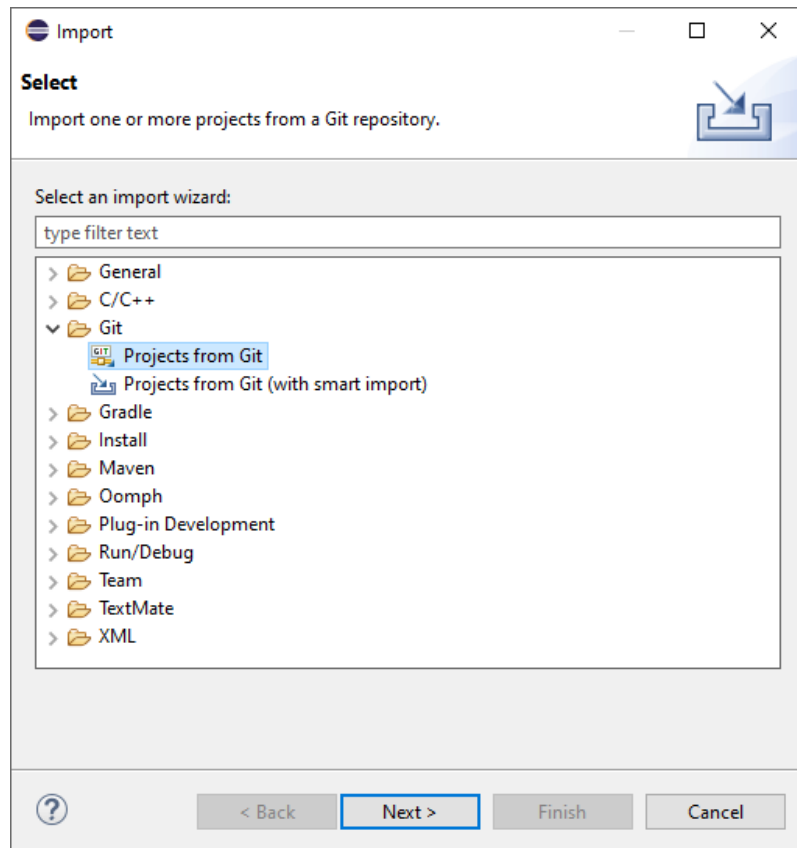 Import
Select
Import one or more projects from a Git repository.
Select an import wizard:
type filter text
General
C/C++
Git
GIT
Projects from Git
Projects from Git (with smart import)
Gradle
Install
Maven
Oomph
Plug-in Development
Run/Debug
Team
TextMate
XML
?
< Back Next > Finish Cancel